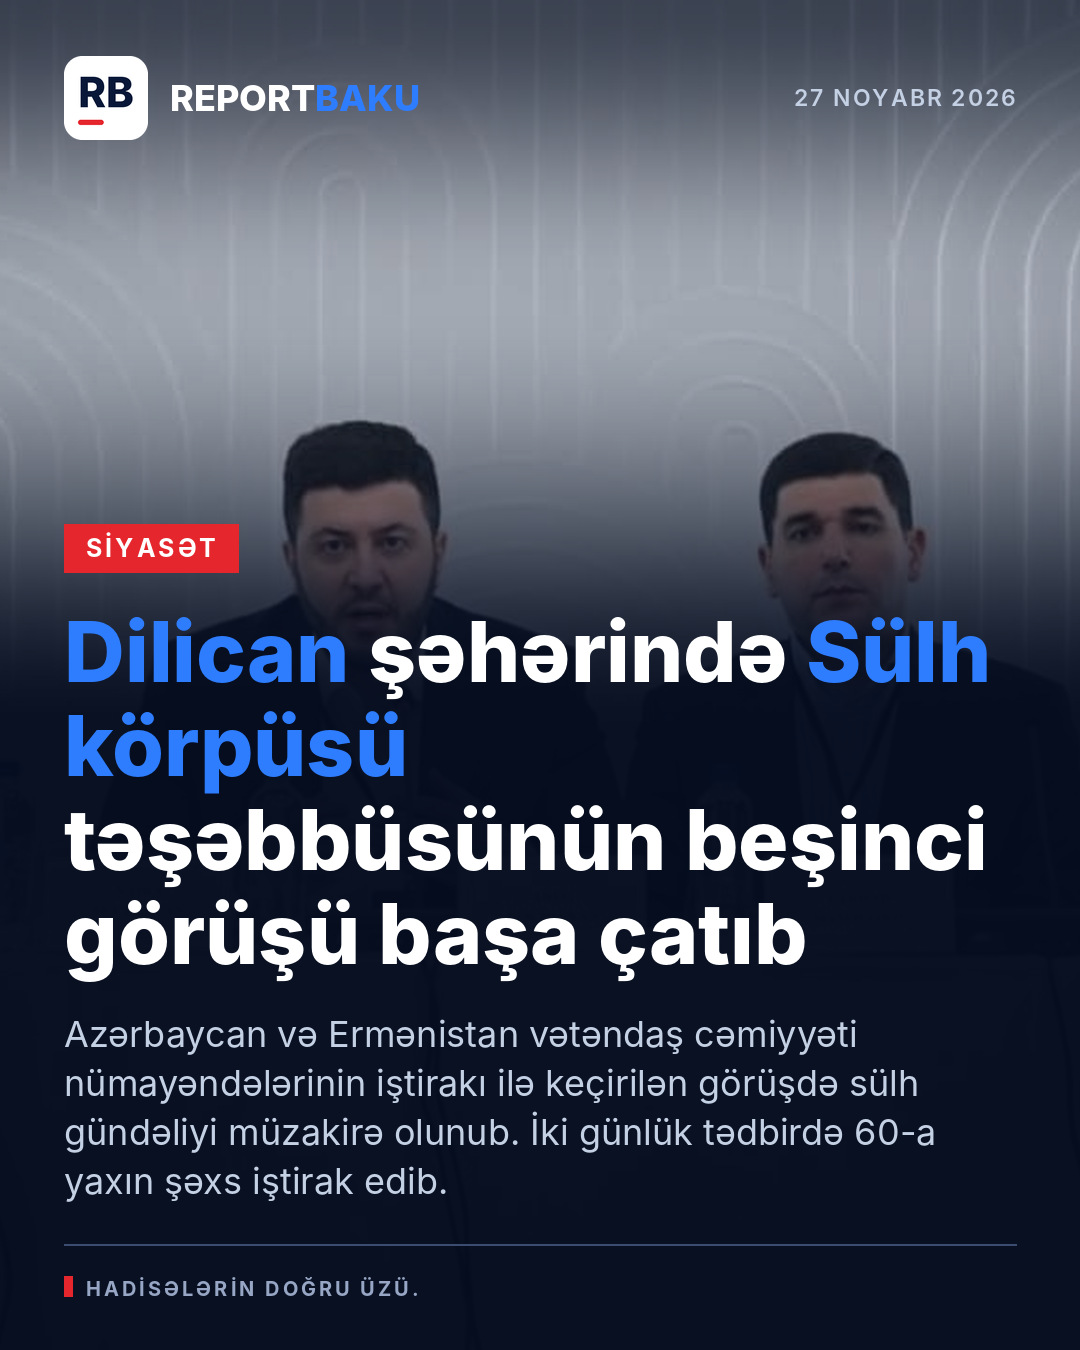 RB
REPORTBAKU
27 NOYABR 2026
SİYASƏT
Dilican şəhərində Sülh
körpüsü
təşəbbüsünün beşinci
görüşü başa çatıb
Azərbaycan və Ermənistan vətəndaş cəmiyyəti
nümayəndələrinin iştirakı ilə keçirilən görüşdə sülh
gündəliyi müzakirə olunub. İki günlük tədbirdə 60-a
yaxın şəxs iştirak edib.
HADİSƏLƏRİN DOĞRU ÜZÜ.